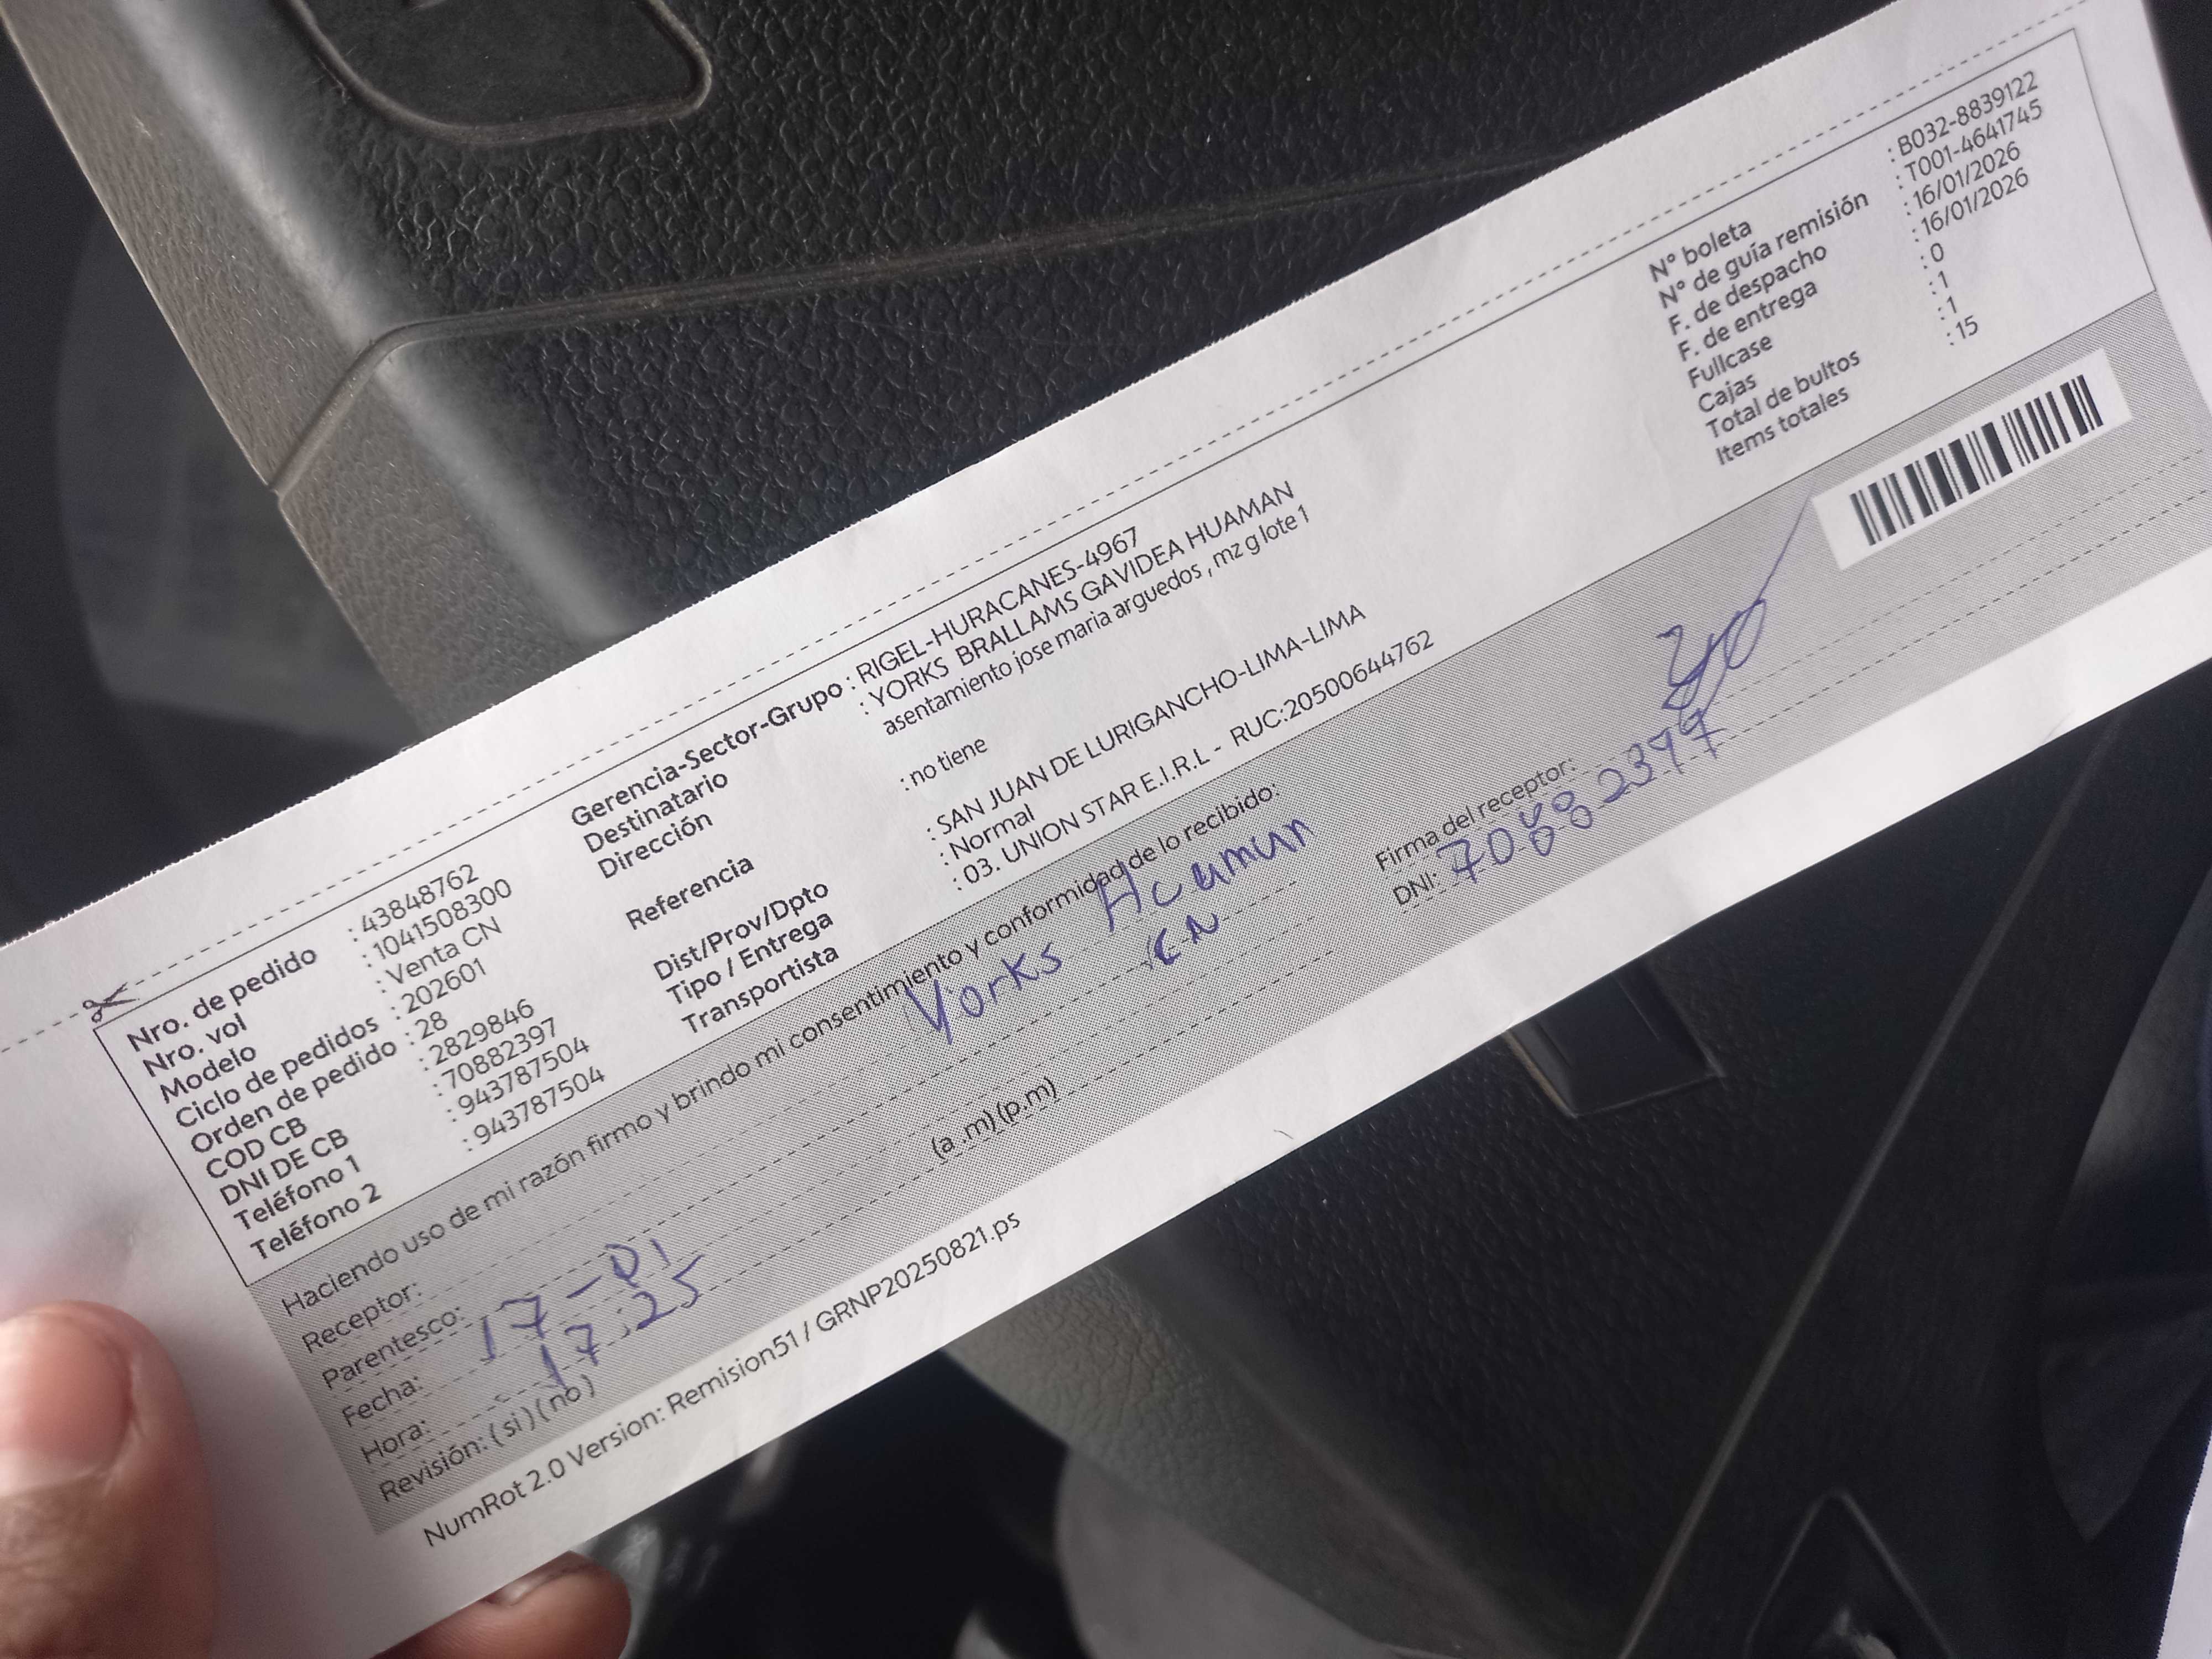 Nro. de pedido : 43848762
Nro. vol : 1041508300
Modelo : Venta CN
Ciclo de pedidos : 202601
Orden de pedido : 28
COD CB : 2829846
DNI DE CB : 70882397
Teléfono 1 : 943787504
Teléfono 2 : 943787504
Gerencia-Sector-Grupo : RIGEL-HURACANES-4967
Destinatario : YORKS BRALLAMS GAVIDEA HUAMAN
Dirección asentamiento jose maria arguedos , mz g lote 1
Referencia : no tiene
Dist/Prov/Dpto : SAN JUAN DE LURIGANCHO-LIMA-LIMA
Tipo / Entrega : Normal
Transportista : 03. UNION STAR E.I.R.L - RUC:20500644762
N° boleta : B032-8839122
N° de guía remisión : T001-4641745
F. de despacho : 16/01/2026
F. de entrega : 16/01/2026
Fullcase : 0
Cajas : 1
Total de bultos : 1
Items totales : 15
Haciendo uso de mi razón firmo y brindo mi consentimiento y conformidad de lo recibido:
Receptor: Yorks Huamun
Parentesco: CN
Fecha: 17-01
Hora: 17:25 (a .m) (p.m)
Revisión: ( si ) ( no )
Firma del receptor:
DNI: 70882397
NumRot 2.0 Version: Remision51 / GRNP20250821.ps